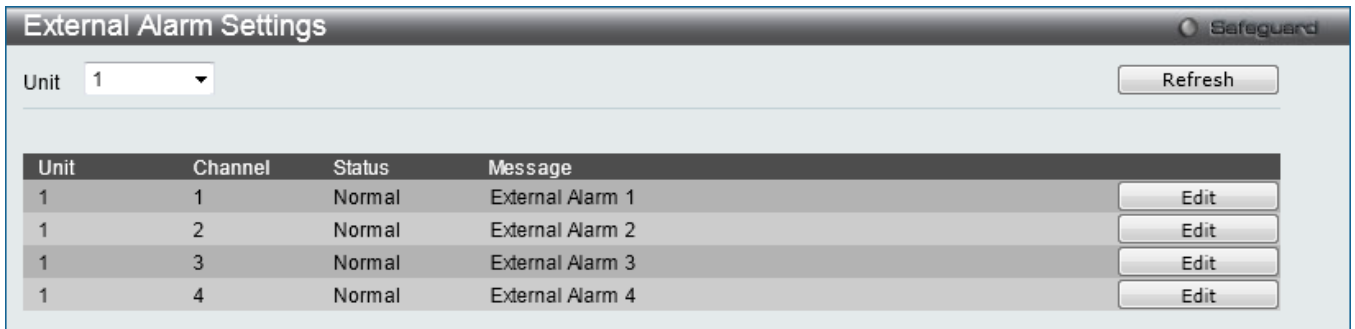 External Alarm Settings Safeguard
Unit 1 Refresh
Unit Channel Status Message
1 1 Normal External Alarm 1 Edit
1 2 Normal External Alarm 2 Edit
1 3 Normal External Alarm 3 Edit
1 4 Normal External Alarm 4 Edit